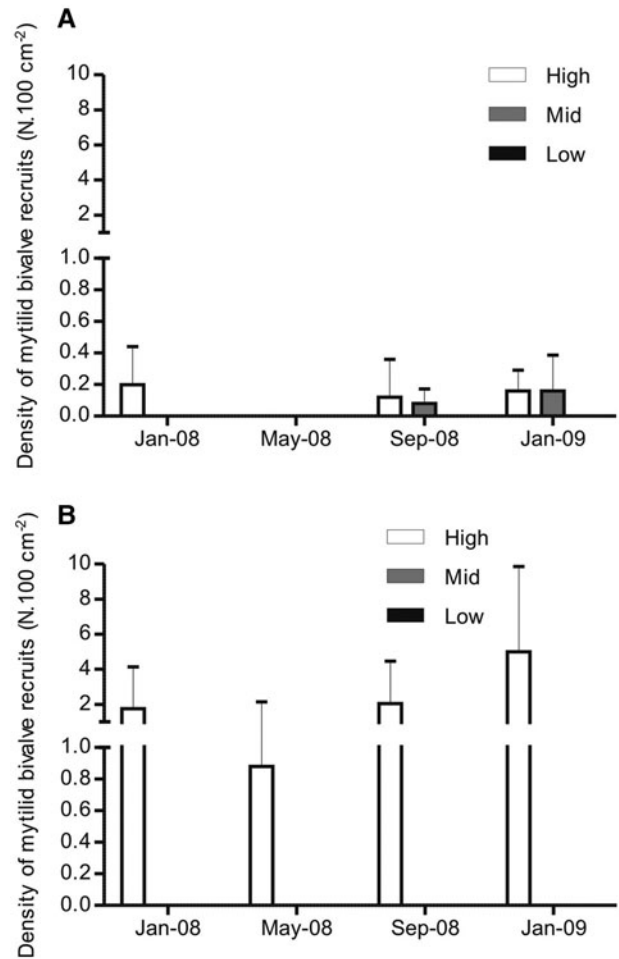 A
Density of mytilid bivalve recruits (N.100 cm-2)
10
8
6
4
2
1.0
0.8
0.6
0.4
0.2
0.0
High
Mid
Low
Jan-08 May-08 Sep-08 Jan-09
B
Density of mytilid bivalve recruits (N.100 cm-2)
10
8
6
4
2
1.0
0.8
0.6
0.4
0.2
0.0
High
Mid
Low
Jan-08 May-08 Sep-08 Jan-09